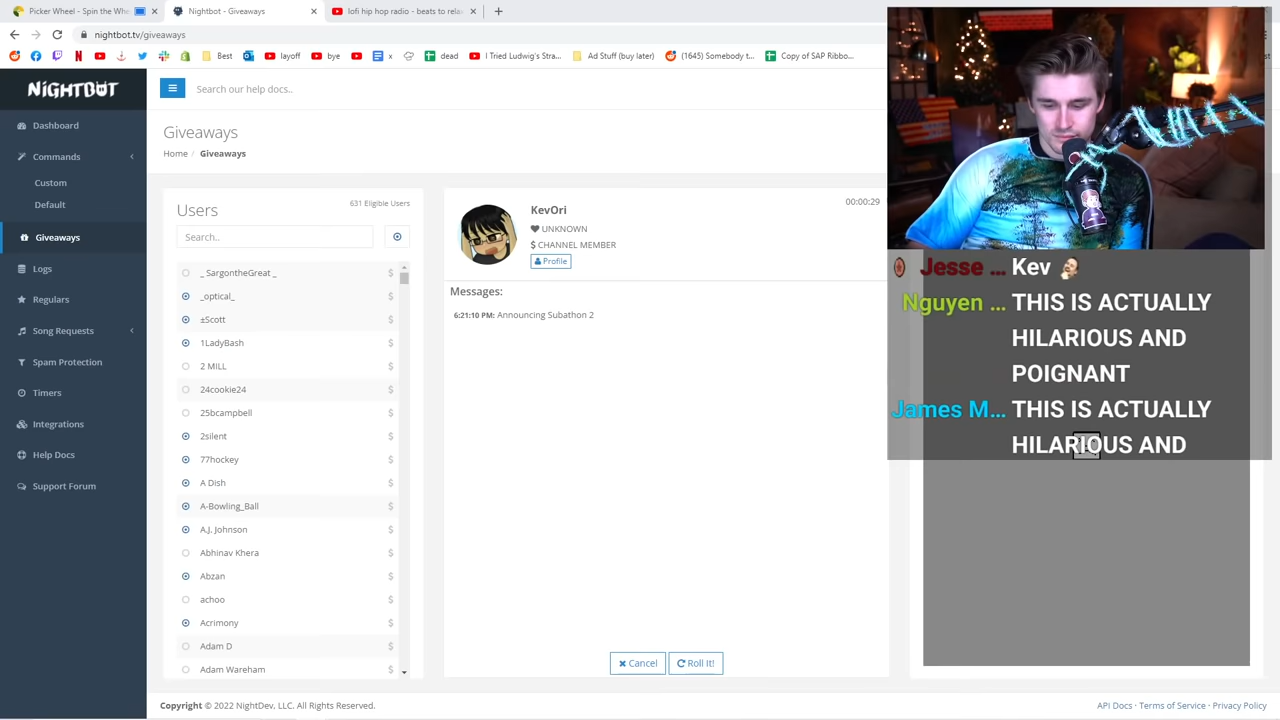 Picker Wheel - Spin the Whe
Nightbot - Giveaways
lofi hip hop radio - beats to rela
nightbot.tv/giveaways
Best
layoff
bye
x
dead
I Tried Ludwig's Stra...
Ad Stuff (buy later)
(1645) Somebody t...
Copy of SAP Ribbo...
NIGHTBOT
Search our help docs..
Dashboard
Commands
Custom
Default
Giveaways
Logs
Regulars
Song Requests
Spam Protection
Timers
Integrations
Help Docs
Support Forum
Giveaways
Home / Giveaways
Users
631 Eligible Users
Search...
_ SargontheGreat _ $
_optical_ $
±Scott $
1LadyBash $
2 MILL $
24cookie24 $
25bcampbell $
2silent $
77hockey $
A Dish $
A-Bowling_Ball $
A.J. Johnson $
Abhinav Khera $
Abzan $
achoo $
Acrimony $
Adam D $
Adam Wareham $
KevOri
00:00:29
UNKNOWN
$ CHANNEL MEMBER
Profile
Messages:
6:21:10 PM: Announcing Subathon 2
Cancel
Roll It!
Jesse ... Kev
Nguyen ... THIS IS ACTUALLY
HILARIOUS AND
POIGNANT
James M... THIS IS ACTUALLY
HILARIOUS AND
Copyright © 2022 NightDev, LLC. All Rights Reserved.
API Docs · Terms of Service · Privacy Policy